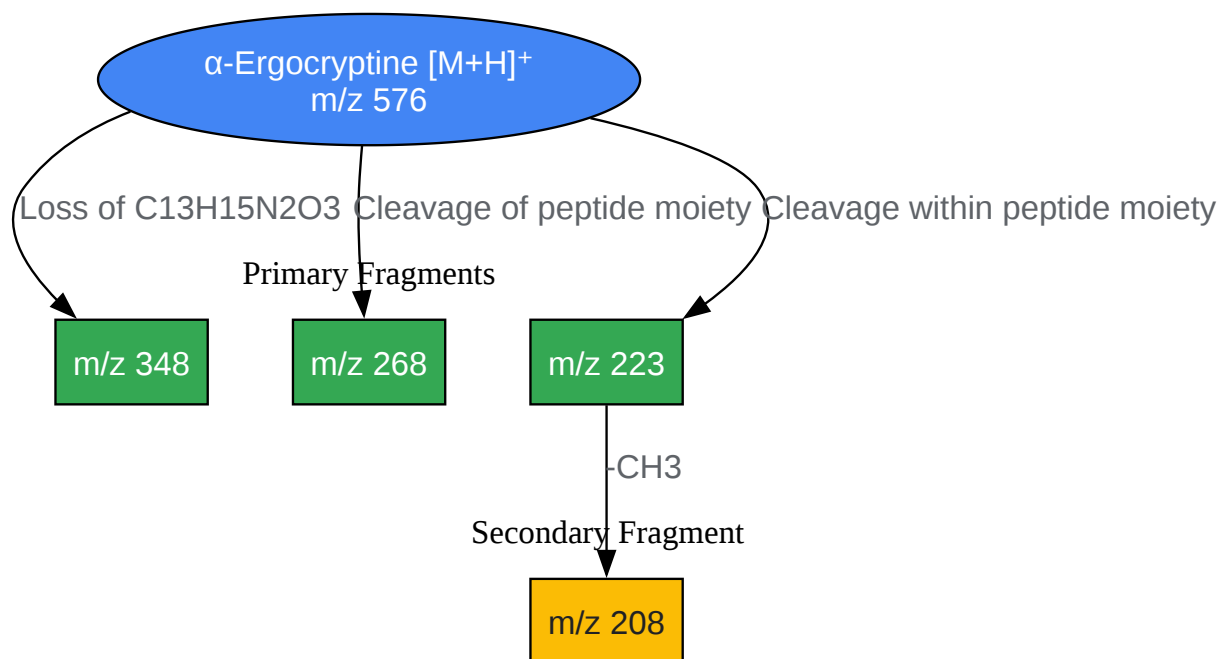 α-Ergocryptine [M+H]⁺
m/z 576
Loss of C13H15N2O3
Cleavage of peptide moiety
Cleavage within peptide moiety
Primary Fragments
m/z 348
m/z 268
m/z 223
-CH3
Secondary Fragment
m/z 208